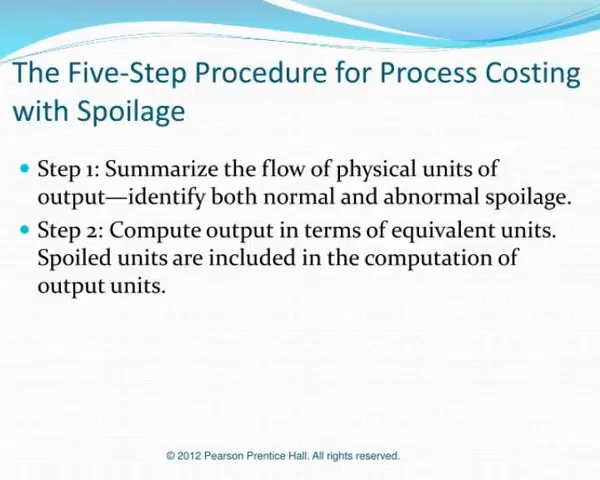 The Five-Step Procedure for Process Costing
with Spoilage
• Step 1: Summarize the flow of physical units of
output—identify both normal and abnormal spoilage.
• Step 2: Compute output in terms of equivalent units.
Spoiled units are included in the computation of
output units.
© 2012 Pearson Prentice Hall. All rights reserved.